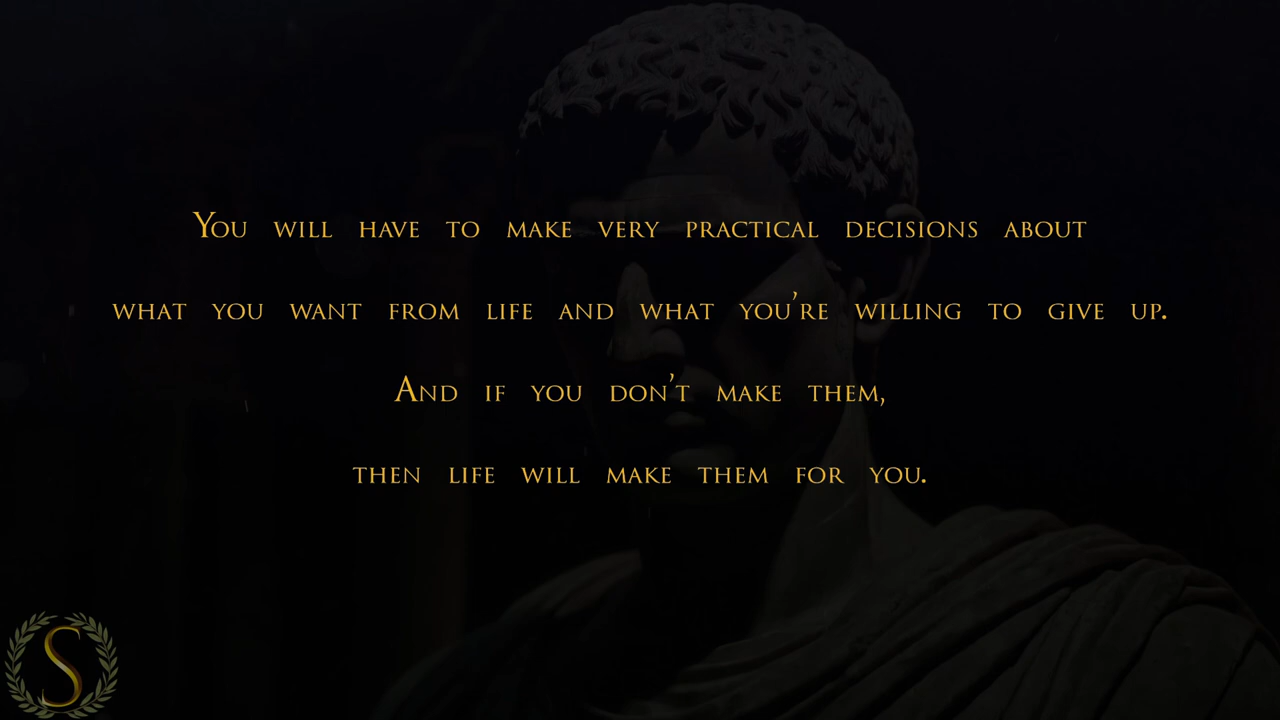 You will have to make very practical decisions about
what you want from life and what you're willing to give up.
And if you don't make them,
then life will make them for you.
S